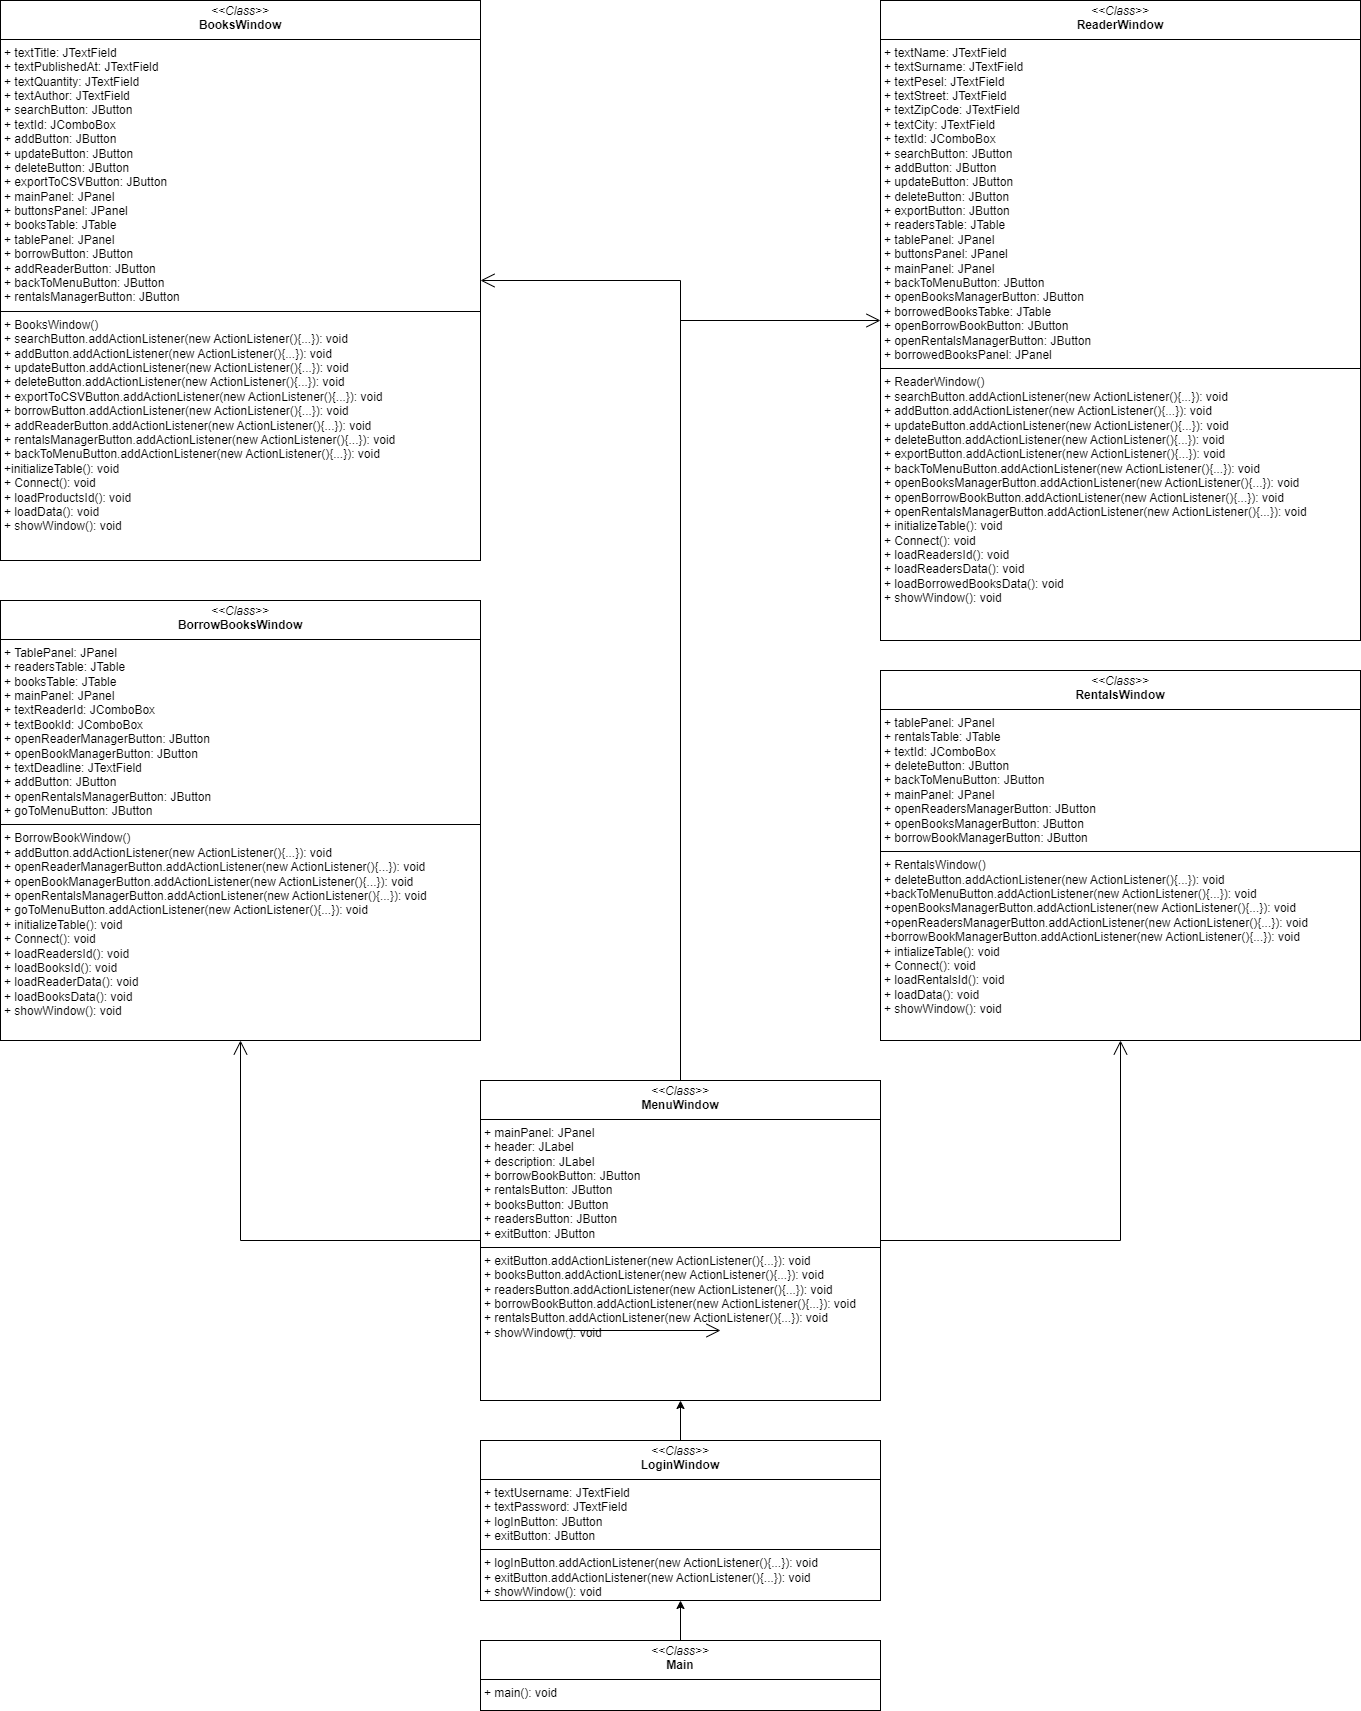 <<Class>>
BooksWindow
+ textTitle: JTextField
+ textPublishedAt: JTextField
+ textQuantity: JTextField
+ textAuthor: JTextField
+ searchButton: JButton
+ textId: JComboBox
+ addButton: JButton
+ updateButton: JButton
+ deleteButton: JButton
+ exportToCSVButton: JButton
+ mainPanel: JPanel
+ buttonsPanel: JPanel
+ booksTable: JTable
+ tablePanel: JPanel
+ borrowButton: JButton
+ addReaderButton: JButton
+ backToMenuButton: JButton
+ rentalsManagerButton: JButton
+ BooksWindow()
+ searchButton.addActionListener(new ActionListener(){...}): void
+ addButton.addActionListener(new ActionListener(){...}): void
+ updateButton.addActionListener(new ActionListener(){...}): void
+ deleteButton.addActionListener(new ActionListener(){...}): void
+ exportToCSVButton.addActionListener(new ActionListener(){...}): void
+ borrowButton.addActionListener(new ActionListener(){...}): void
+ addReaderButton.addActionListener(new ActionListener(){...}): void
+ rentalsManagerButton.addActionListener(new ActionListener(){...}): void
+ backToMenuButton.addActionListener(new ActionListener(){...}): void
+initializeTable(): void
+ Connect(): void
+ loadProductsId(): void
+ loadData(): void
+ showWindow(): void
<<Class>>
ReaderWindow
+ textName: JTextField
+ textSurname: JTextField
+ textPesel: JTextField
+ textStreet: JTextField
+ textZipCode: JTextField
+ textCity: JTextField
+ textId: JComboBox
+ searchButton: JButton
+ addButton: JButton
+ updateButton: JButton
+ deleteButton: JButton
+ exportButton: JButton
+ readersTable: JTable
+ tablePanel: JPanel
+ buttonsPanel: JPanel
+ mainPanel: JPanel
+ backToMenuButton: JButton
+ openBooksManagerButton: JButton
+ borrowedBooksTabke: JTable
+ openBorrowBookButton: JButton
+ openRentalsManagerButton: JButton
+ borrowedBooksPanel: JPanel
+ ReaderWindow()
+ searchButton.addActionListener(new ActionListener(){...}): void
+ addButton.addActionListener(new ActionListener(){...}): void
+ updateButton.addActionListener(new ActionListener(){...}): void
+ deleteButton.addActionListener(new ActionListener(){...}): void
+ exportButton.addActionListener(new ActionListener(){...}): void
+ backToMenuButton.addActionListener(new ActionListener(){...}): void
+ openBooksManagerButton.addActionListener(new ActionListener(){...}): void
+ openBorrowBookButton.addActionListener(new ActionListener(){...}): void
+ openRentalsManagerButton.addActionListener(new ActionListener(){...}): void
+ initializeTable(): void
+ Connect(): void
+ loadReadersId(): void
+ loadReadersData(): void
+ loadBorrowedBooksData(): void
+ showWindow(): void
<<Class>>
BorrowBooksWindow
+ TablePanel: JPanel
+ readersTable: JTable
+ booksTable: JTable
+ mainPanel: JPanel
+ textReaderId: JComboBox
+ textBookId: JComboBox
+ openReaderManagerButton: JButton
+ openBookManagerButton: JButton
+ textDeadline: JTextField
+ addButton: JButton
+ openRentalsManagerButton: JButton
+ goToMenuButton: JButton
+ BorrowBookWindow()
+ addButton.addActionListener(new ActionListener(){...}): void
+ openReaderManagerButton.addActionListener(new ActionListener(){...}): void
+ openBookManagerButton.addActionListener(new ActionListener(){...}): void
+ openRentalsManagerButton.addActionListener(new ActionListener(){...}): void
+ goToMenuButton.addActionListener(new ActionListener(){...}): void
+ initializeTable(): void
+ Connect(): void
+ loadReadersId(): void
+ loadBooksId(): void
+ loadReaderData(): void
+ loadBooksData(): void
+ showWindow(): void
<<Class>>
RentalsWindow
+ tablePanel: JPanel
+ rentalsTable: JTable
+ textId: JComboBox
+ deleteButton: JButton
+ backToMenuButton: JButton
+ mainPanel: JPanel
+ openReadersManagerButton: JButton
+ openBooksManagerButton: JButton
+ borrowBookManagerButton: JButton
+ RentalsWindow()
+ deleteButton.addActionListener(new ActionListener(){...}): void
+backToMenuButton.addActionListener(new ActionListener(){...}): void
+openBooksManagerButton.addActionListener(new ActionListener(){...}): void
+openReadersManagerButton.addActionListener(new ActionListener(){...}): void
+borrowBookManagerButton.addActionListener(new ActionListener(){...}): void
+ intializeTable(): void
+ Connect(): void
+ loadRentalsId(): void
+ loadData(): void
+ showWindow(): void
<<Class>>
MenuWindow
+ mainPanel: JPanel
+ header: JLabel
+ description: JLabel
+ borrowBookButton: JButton
+ rentalsButton: JButton
+ booksButton: JButton
+ readersButton: JButton
+ exitButton: JButton
+ exitButton.addActionListener(new ActionListener(){...}): void
+ booksButton.addActionListener(new ActionListener(){...}): void
+ readersButton.addActionListener(new ActionListener(){...}): void
+ borrowBookButton.addActionListener(new ActionListener(){...}): void
+ rentalsButton.addActionListener(new ActionListener(){...}): void
+ showWindow(): void
<<Class>>
LoginWindow
+ textUsername: JTextField
+ textPassword: JTextField
+ logInButton: JButton
+ exitButton: JButton
+ logInButton.addActionListener(new ActionListener(){...}): void
+ exitButton.addActionListener(new ActionListener(){...}): void
+ showWindow(): void
<<Class>>
Main
+ main(): void